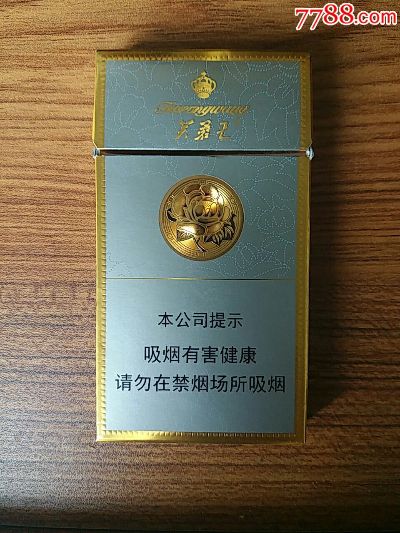 7788.com
Furongwang
芙蓉王
本公司提示
吸烟有害健康
请勿在禁烟场所吸烟